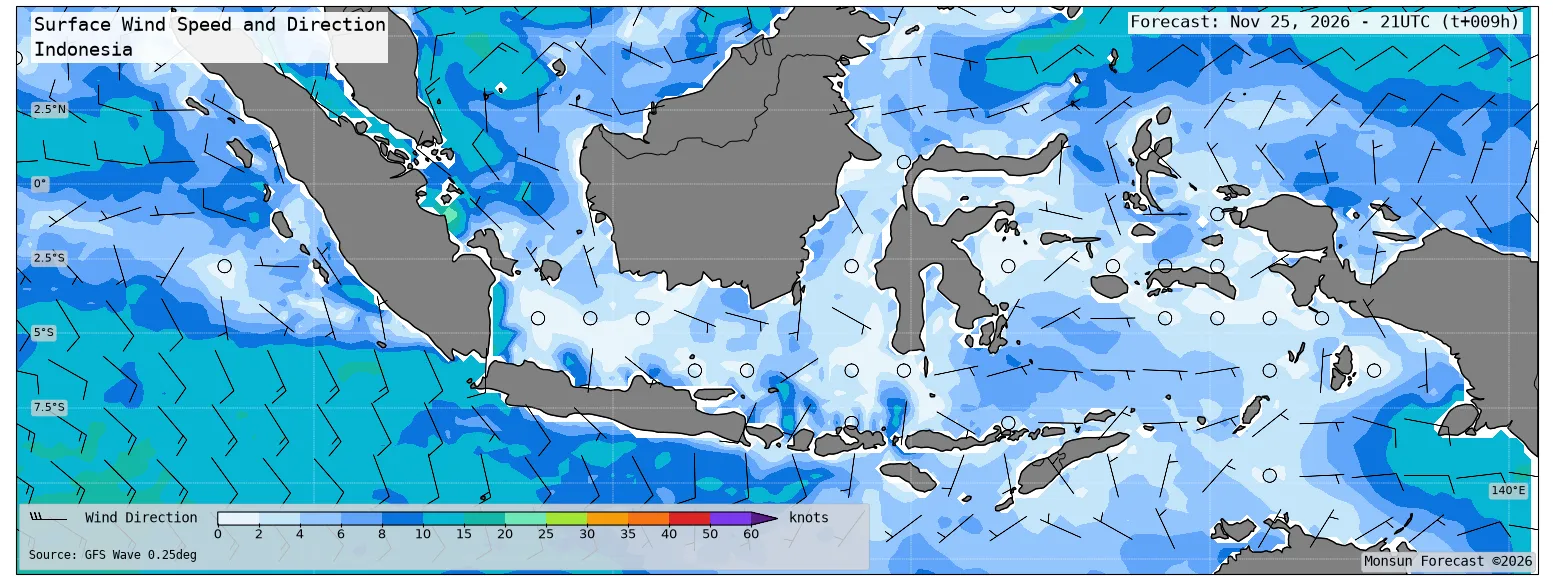 Surface Wind Speed and Direction
Indonesia
Forecast: Nov 25, 2026 - 21UTC (t+009h)
2.5°N
0°
2.5°S
5°S
7.5°S
140°E
Wind Direction
0 2 4 6 8 10 15 20 25 30 35 40 50 60 knots
Source: GFS Wave 0.25deg
Monsun Forecast ©2026